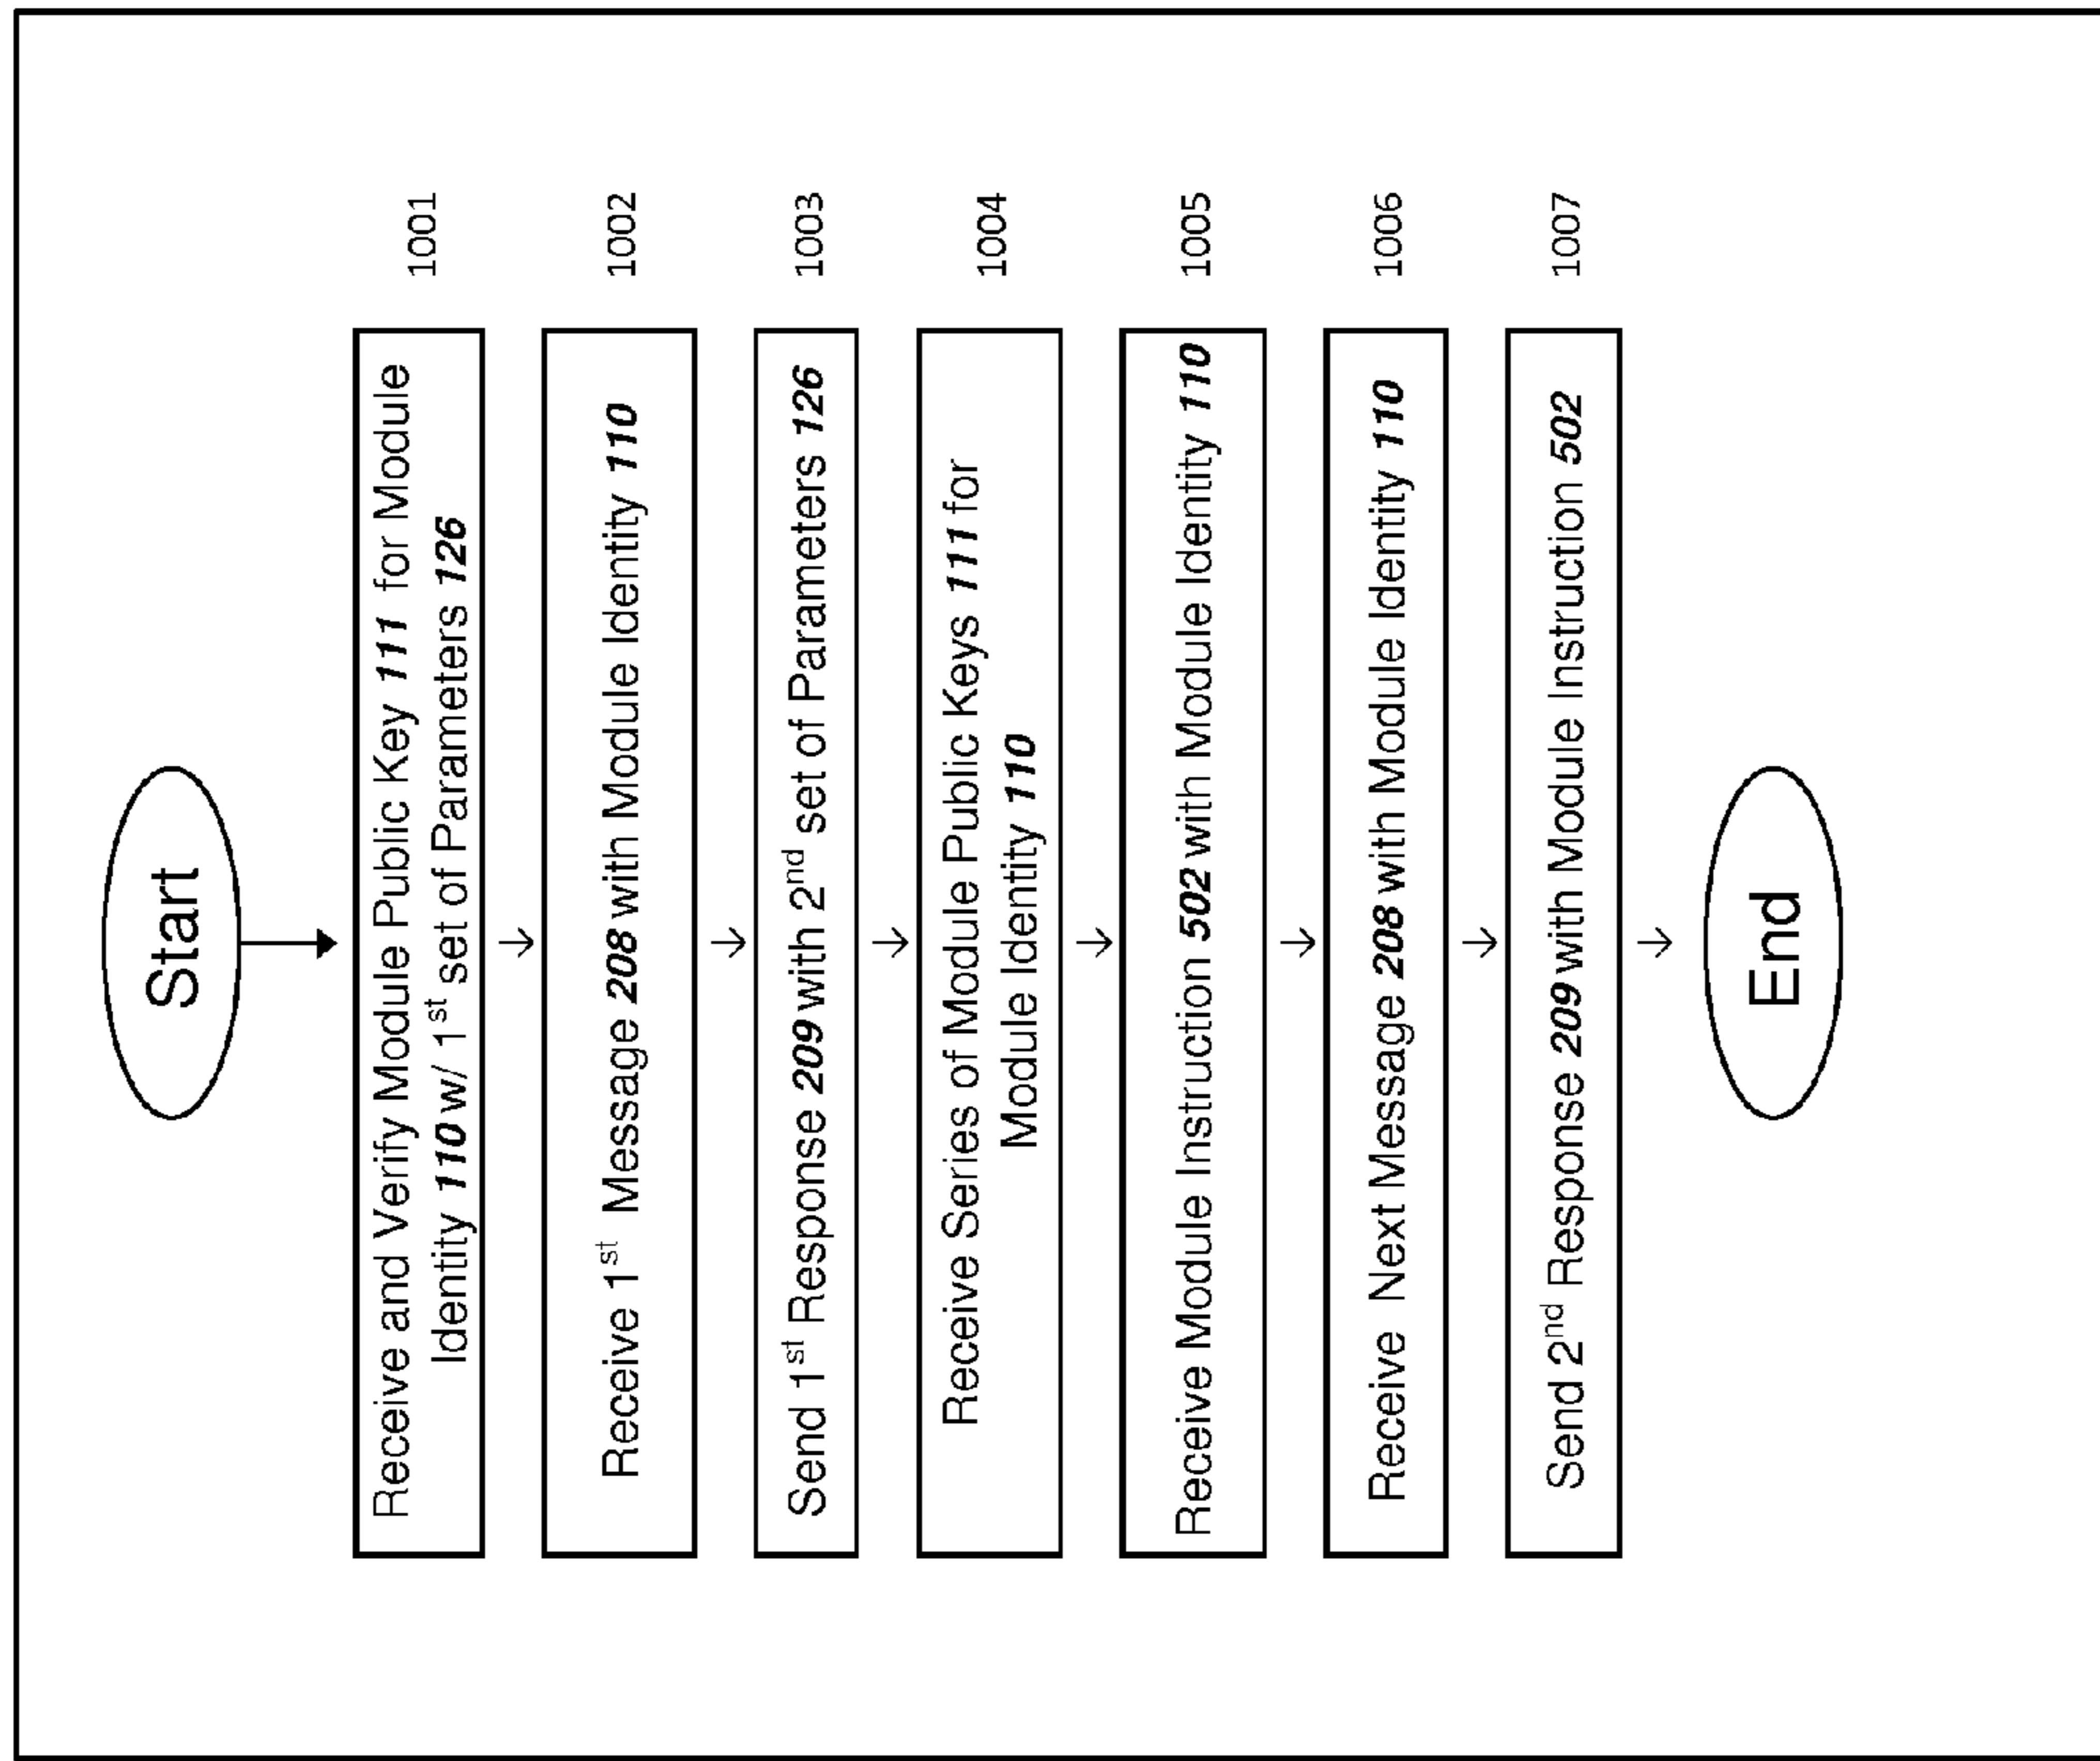 Start
Receive and Verify Module Public Key 111 for Module
Identity 110 w/ 1st set of Parameters 126
1001
Receive 1st Message 208 with Module Identity 110
1002
Send 1st Response 209 with 2nd set of Parameters 126
1003
Receive Series of Module Public Keys 111 for
Module Identity 110
1004
Receive Module Instruction 502 with Module Identity 110
1005
Receive Next Message 208 with Module Identity 110
1006
Send 2nd Response 209 with Module Instruction 502
1007
End